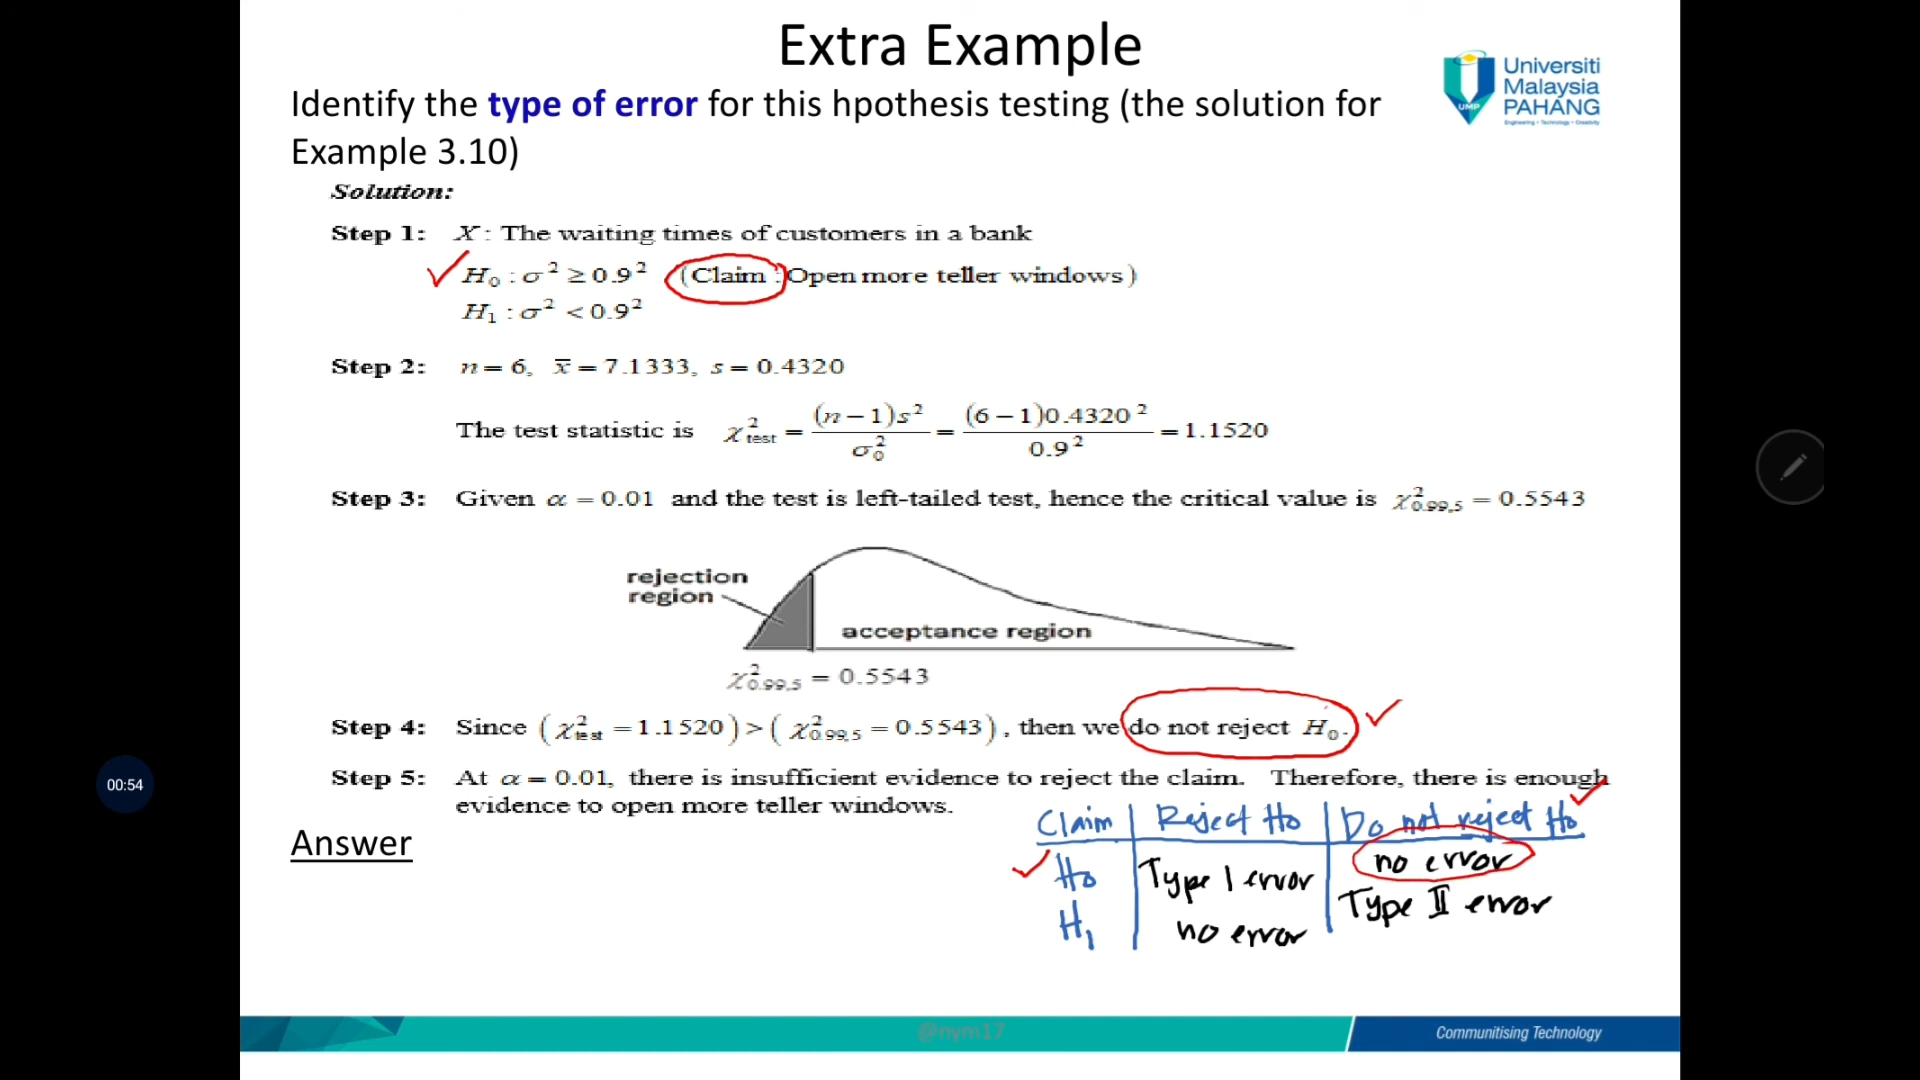 Extra Example
Universiti
Malaysia
PAHANG
Engineering • Technology • Creativity
UMP
Identify the type of error for this hpothesis testing (the solution for
Example 3.10)
Solution:
Step 1: X : The waiting times of customers in a bank
H₀ : σ² ≥ 0.9² (Claim : Open more teller windows)
H₁ : σ² < 0.9²
Step 2: n = 6, x̄ = 7.1333, s = 0.4320
The test statistic is χ²test = (n − 1)s² / σ₀² = (6 − 1)0.4320² / 0.9² = 1.1520
Step 3: Given α = 0.01 and the test is left-tailed test, hence the critical value is χ²0.99,5 = 0.5543
rejection
region
acceptance region
χ²0.99,5 = 0.5543
Step 4: Since (χ²test = 1.1520) > (χ²0.99,5 = 0.5543), then we do not reject H₀.
Step 5: At α = 0.01, there is insufficient evidence to reject the claim. Therefore, there is enough
evidence to open more teller windows.
00:54
Answer
Claim Reject H₀ Do not reject H₀
H₀ Type I error no error
H₁ no error Type II error
@nym17
Communitising Technology